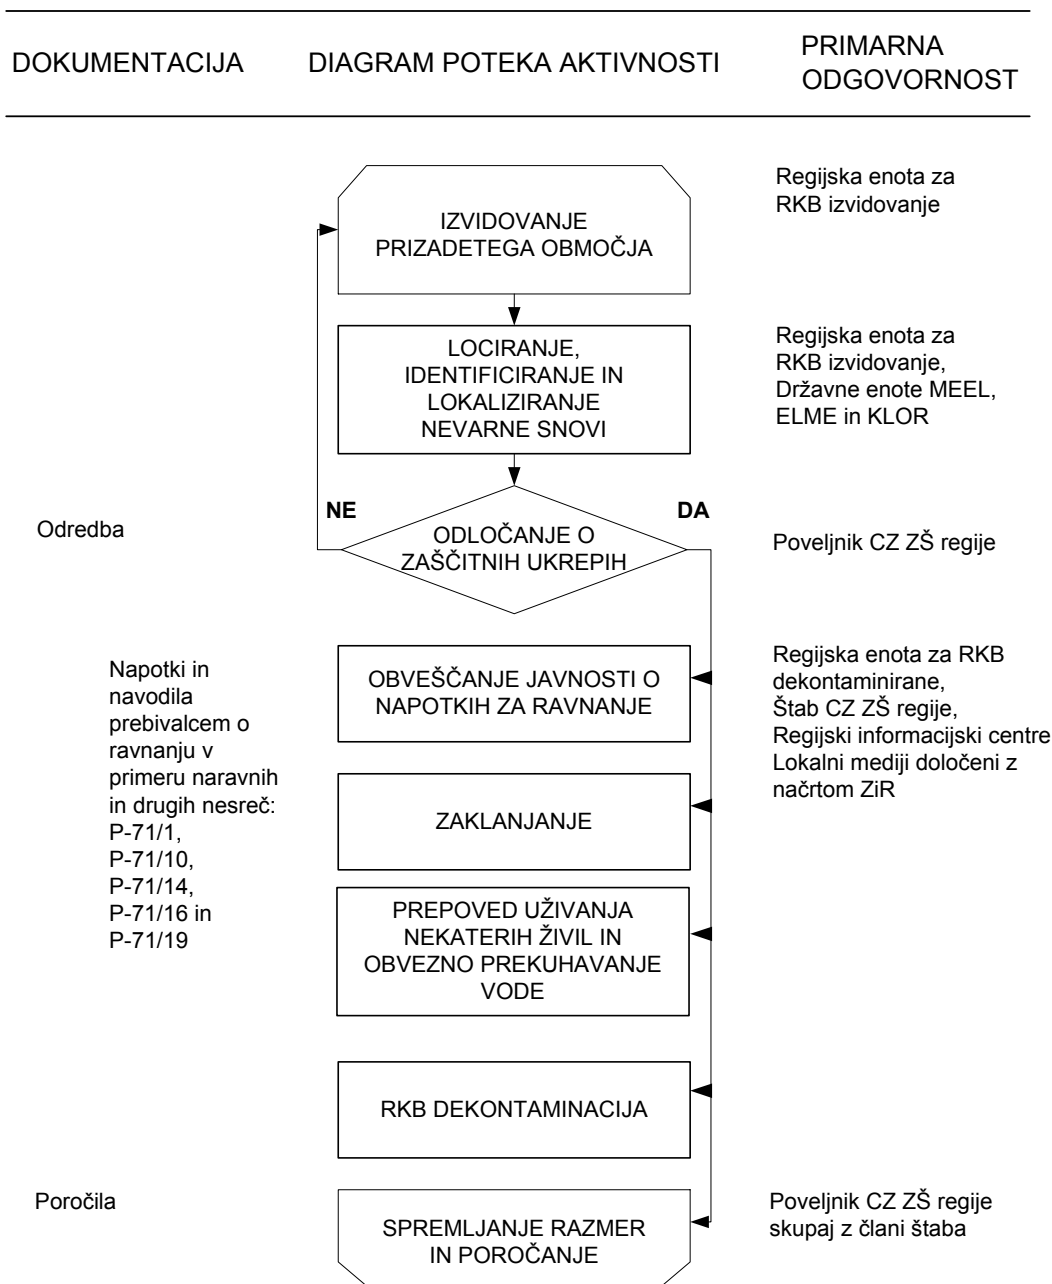 DOKUMENTACIJA
DIAGRAM POTEKA AKTIVNOSTI
PRIMARNA
ODGOVORNOST
IZVIDOVANJE
PRIZADETEGA OBMOČJA
Regijska enota za
RKB izvidovanje
LOCIRANJE,
IDENTIFICIRANJE IN
LOKALIZIRANJE
NEVARNE SNOVI
Regijska enota za
RKB izvidovanje,
Državne enote MEEL,
ELME in KLOR
Odredba
NE
DA
ODLOČANJE O
ZAŠČITNIH UKREPIH
Poveljnik CZ ZŠ regije
Napotki in
navodila
prebivalcem o
ravnanju v
primeru naravnih
in drugih nesreč:
P-71/1,
P-71/10,
P-71/14,
P-71/16 in
P-71/19
OBVEŠČANJE JAVNOSTI O
NAPOTKIH ZA RAVNANJE
Regijska enota za RKB
dekontaminirane,
Štab CZ ZŠ regije,
Regijski informacijski centre
Lokalni mediji določeni z
načrtom ZiR
ZAKLANJANJE
PREPOVED UŽIVANJA
NEKATERIH ŽIVIL IN
OBVEZNO PREKUHAVANJE
VODE
RKB DEKONTAMINACIJA
Poročila
SPREMLJANJE RAZMER
IN POROČANJE
Poveljnik CZ ZŠ regije
skupaj z člani štaba